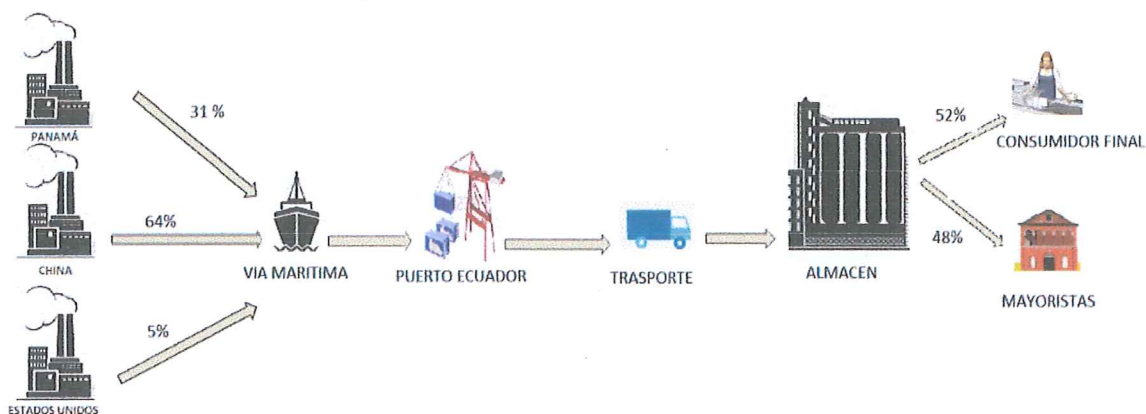 PANAMÁ
31 %
CHINA
64%
ESTADOS UNIDOS
5%
VIA MARITIMA
PUERTO ECUADOR
TRASPORTE
ALMACEN
52%
CONSUMIDOR FINAL
48%
MAYORISTAS